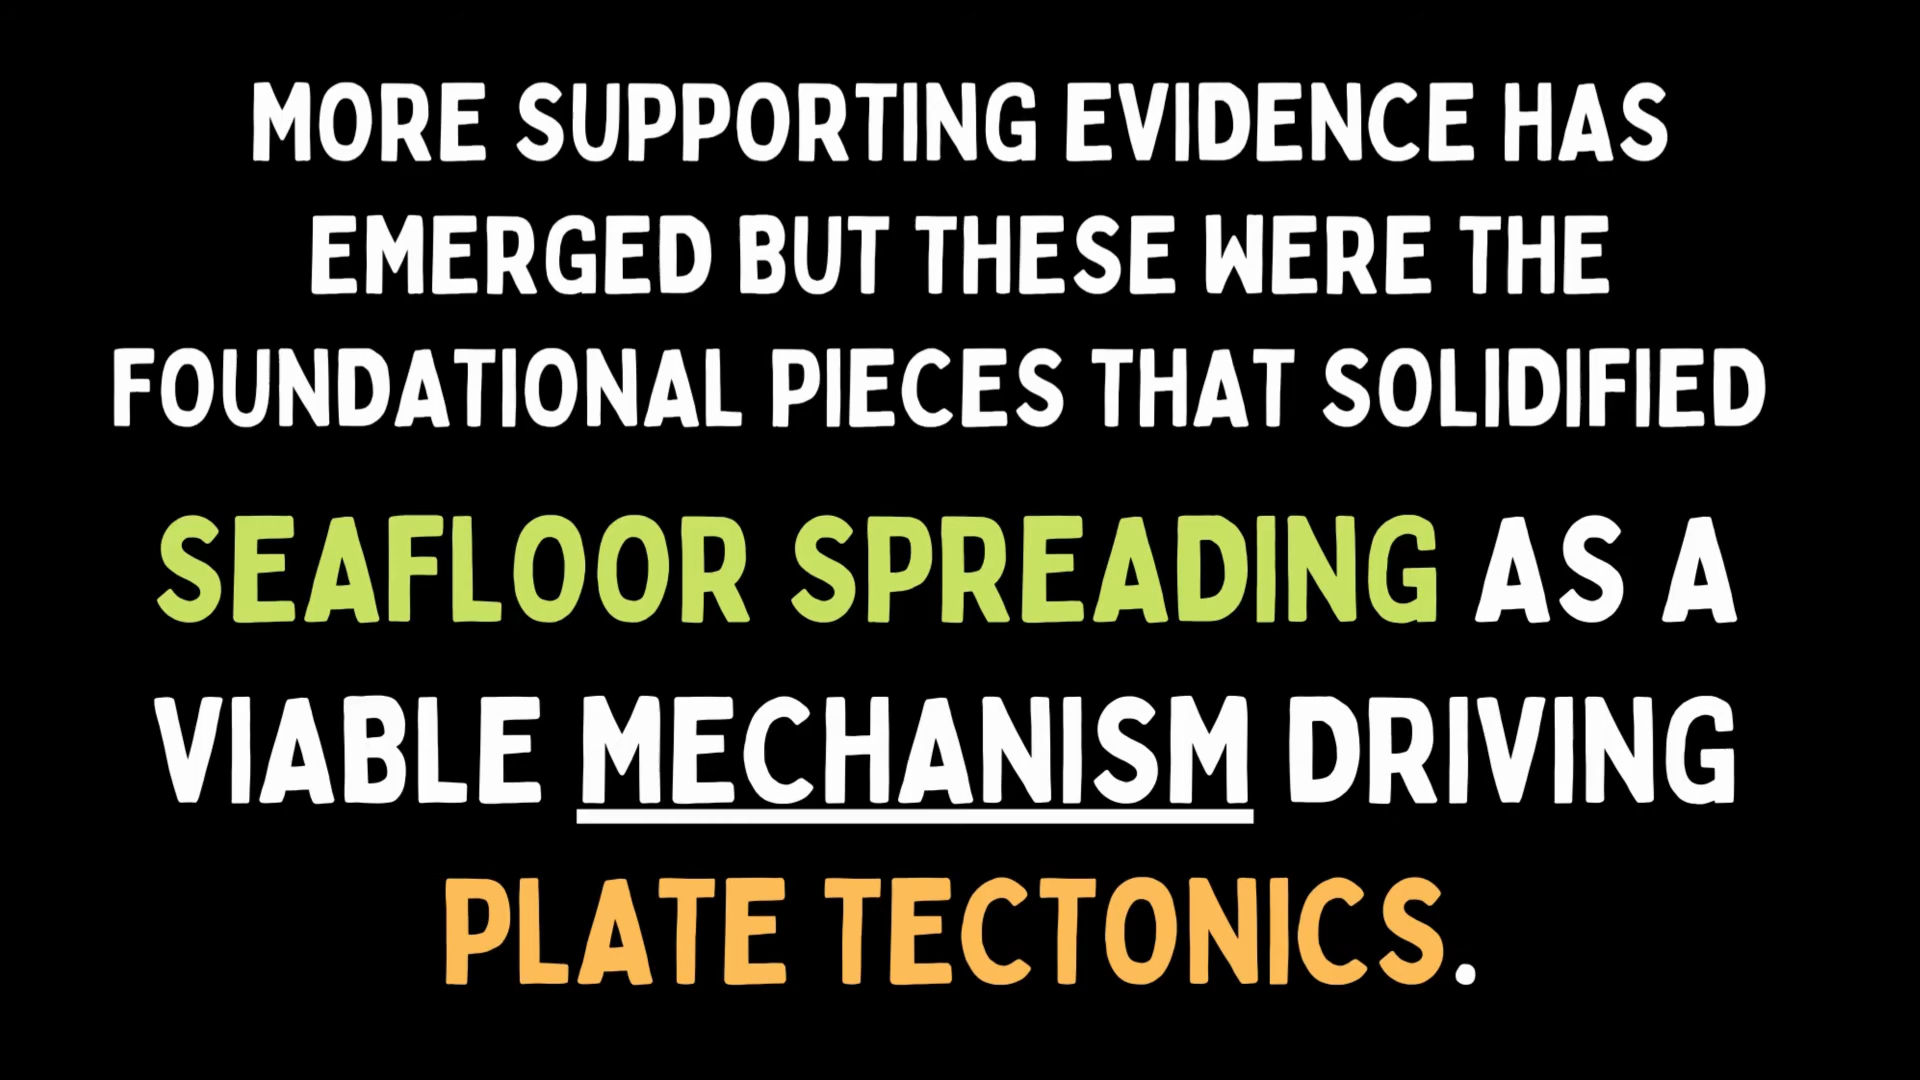 MORE SUPPORTING EVIDENCE HAS
EMERGED BUT THESE WERE THE
FOUNDATIONAL PIECES THAT SOLIDIFIED
SEAFLOOR SPREADING AS A
VIABLE MECHANISM DRIVING
PLATE TECTONICS.